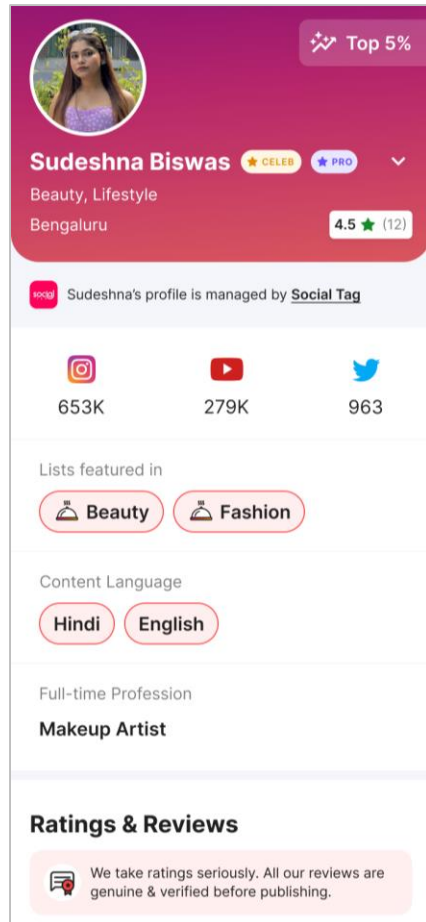 Top 5%
Sudeshna Biswas CELEB PRO
Beauty, Lifestyle
Bengaluru
4.5 (12)
social Sudeshna's profile is managed by Social Tag
653K 279K 963
Lists featured in
Beauty Fashion
Content Language
Hindi English
Full-time Profession
Makeup Artist
Ratings & Reviews
We take ratings seriously. All our reviews are
genuine & verified before publishing.